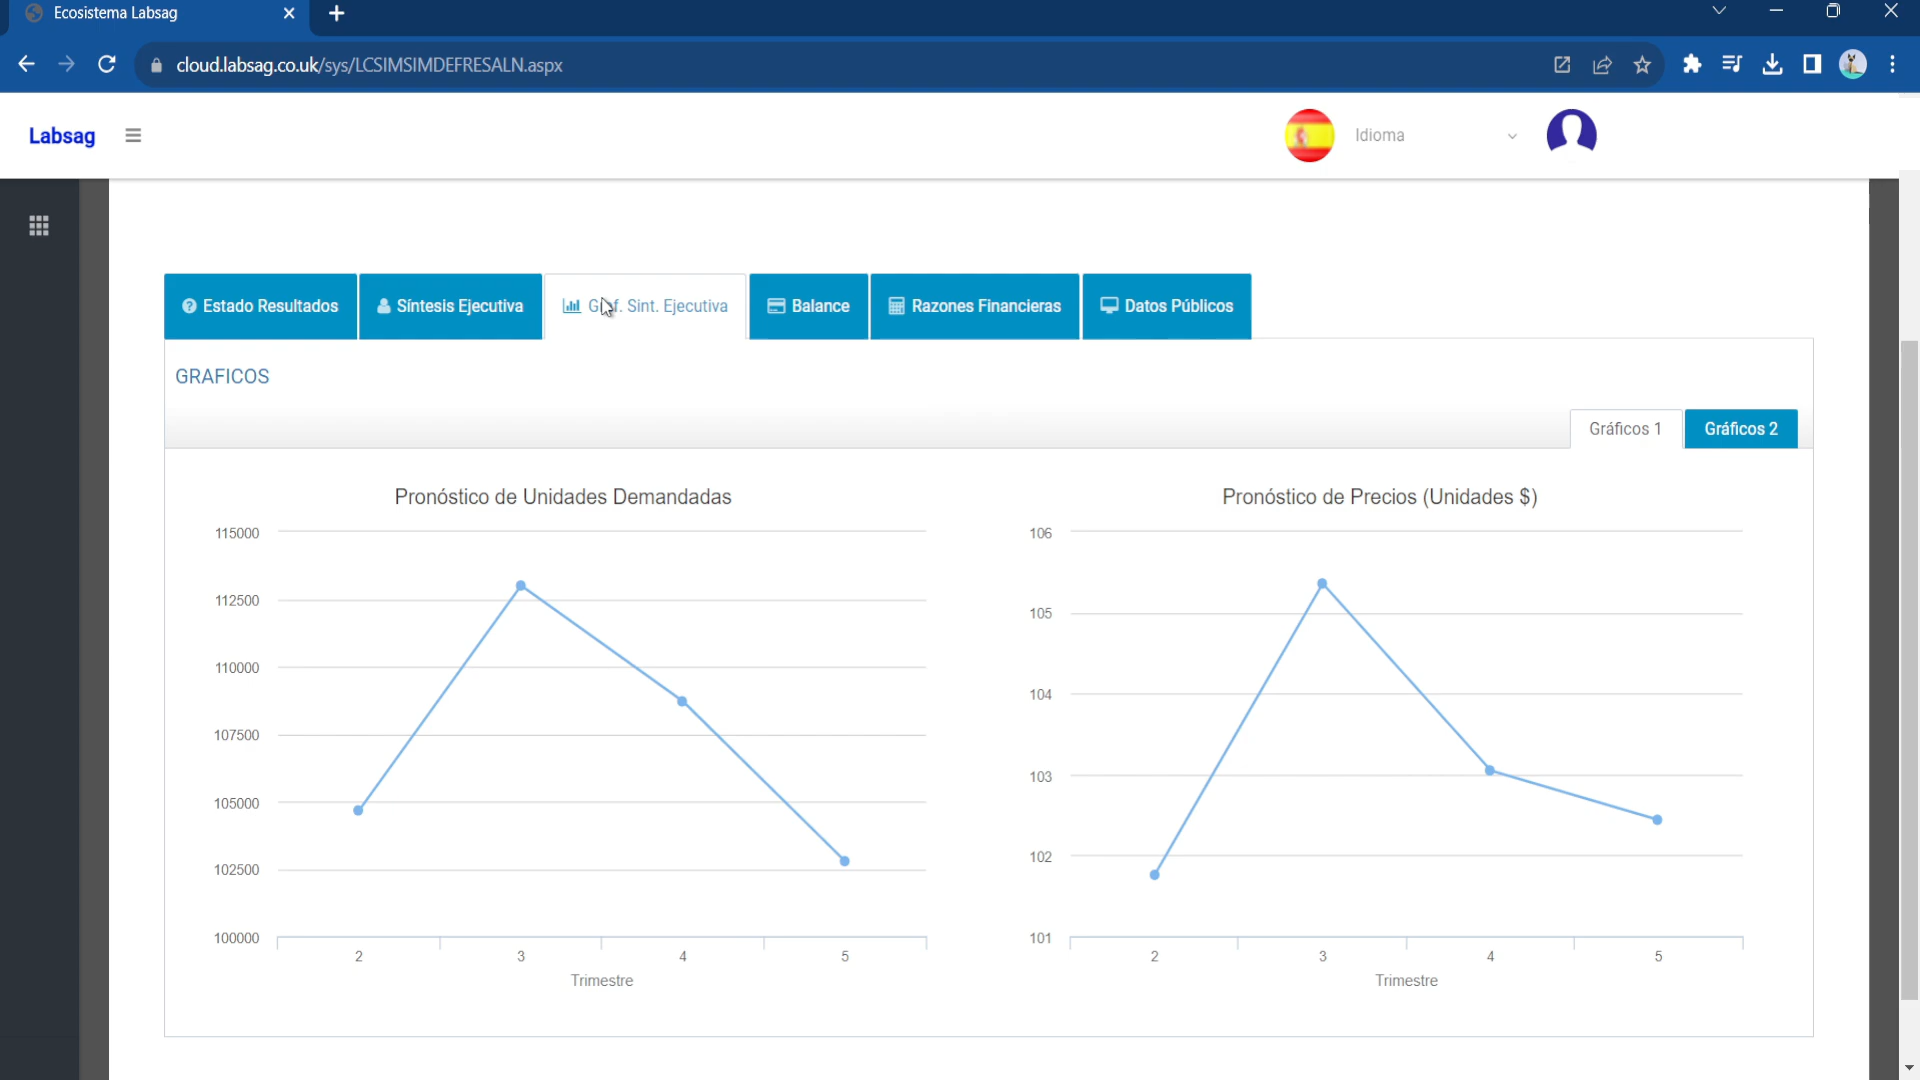 Ecosistema Labsag
cloud.labsag.co.uk/sys/LCSIMSIMDEFRESALN.aspx
Labsag
Idioma
Estado Resultados
Síntesis Ejecutiva
Sint. Ejecutiva
Balance
Razones Financieras
Datos Públicos
GRAFICOS
Gráficos 1
Gráficos 2
Pronóstico de Unidades Demandadas
115000
112500
110000
107500
105000
102500
100000
2 3 4 5
Trimestre
Pronóstico de Precios (Unidades $)
106
105
104
103
102
101
2 3 4 5
Trimestre